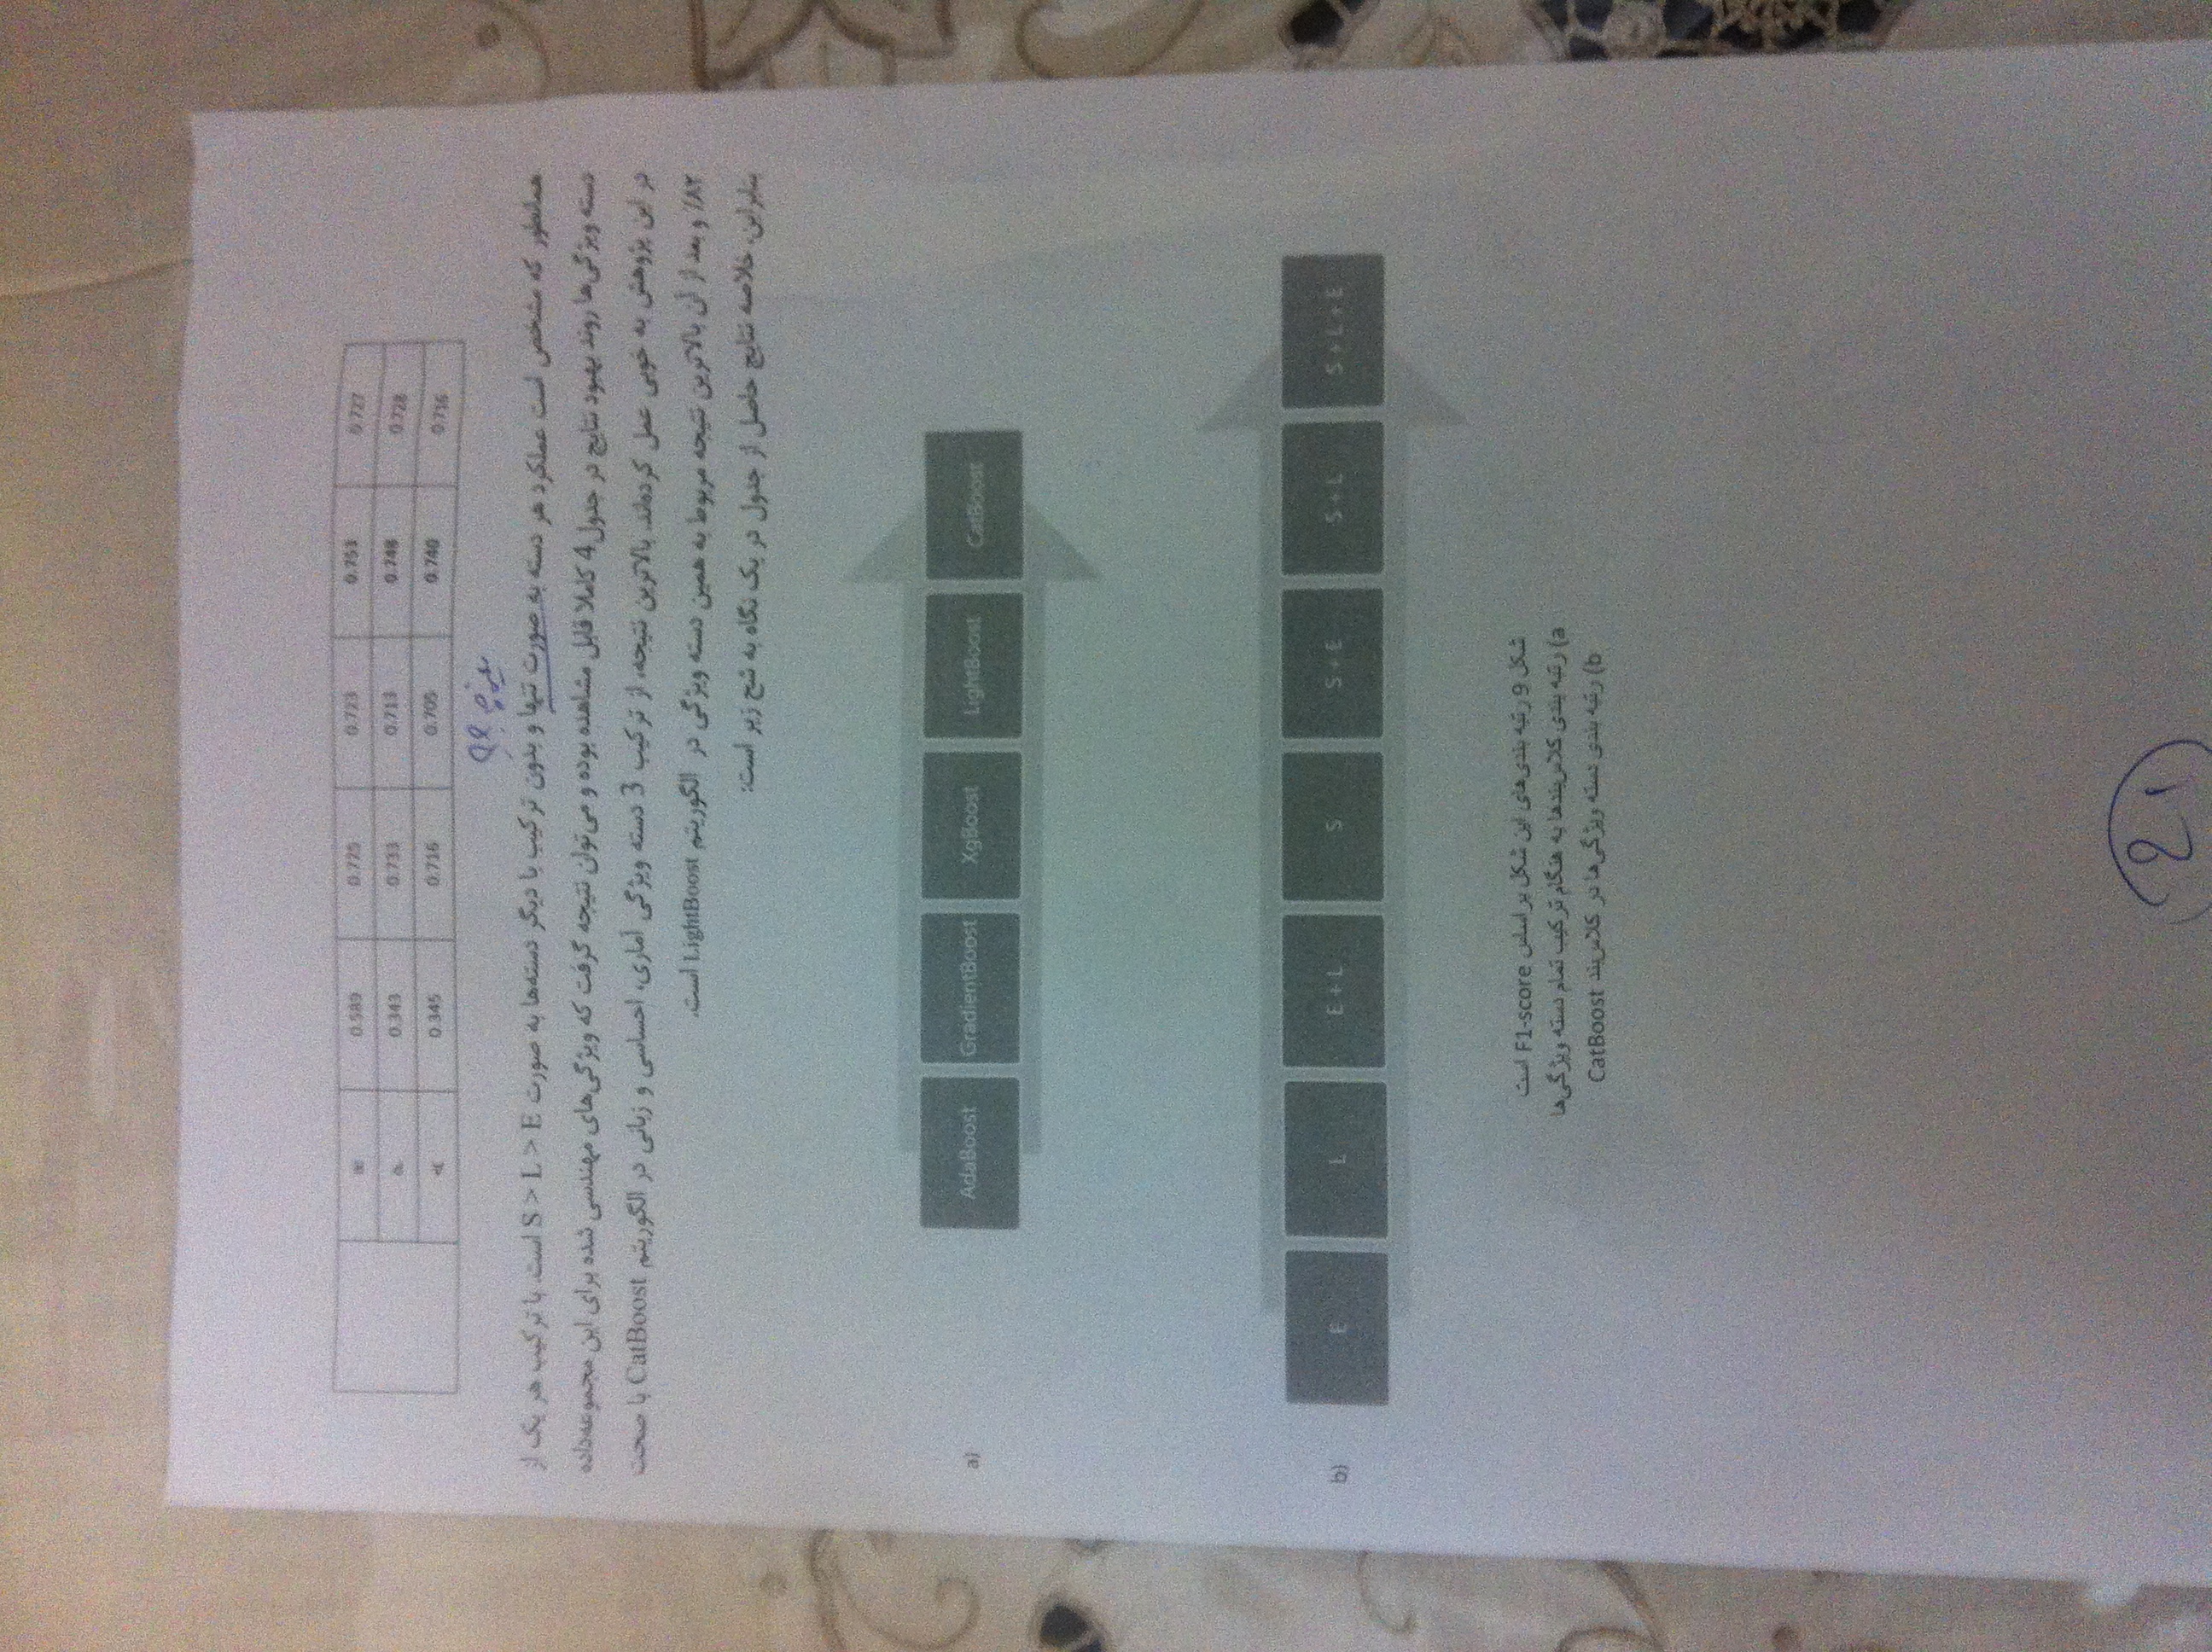 0.589 0.725 0.723 0.753 0.727
0.343 0.733 0.713 0.748 0.728
0.345 0.716 0.705 0.740 0.716
همانطور که مشخص است عملکرد هر دسته به صورت تنها و بدون ترکیب با دیگر دسته‌ها به صورت S > L > E است. با ترکیب هر یک از
دسته ویژگی‌ها روند بهبود نتایج در جدول 4 کاملا قابل مشاهده بوده و می‌توان نتیجه گرفت که ویژگی‌های مهندسی شده برای این مجموعه‌داده
در این پژوهش به خوبی عمل کرده‌اند. بالاترین نتیجه، از ترکیب 3 دسته ویژگی آماری، احساسی و زبانی در الگوریتم CatBoost با صحت
۸۲٪ و بعد از آن بالاترین نتیجه مربوط به همین دسته ویژگی در الگوریتم LightBoost است.
بنابراین، خلاصه نتایج حاصل از جدول در یک نگاه به شح زیر است:
a) AdaBoost GradientBoost XgBoost LightBoost CatBoost
b) E L E + L S S + E S + L S + L + E
شکل 9 رتبه بندی‌های این شکل بر اساس F1-score است
a) رتبه بندی کلاس‌بندها به هنگام ترکیب تمام دسته ویژگی‌ها
b) رتبه بندی دسته ویژگی‌ها در کلاس‌بند CatBoost
21